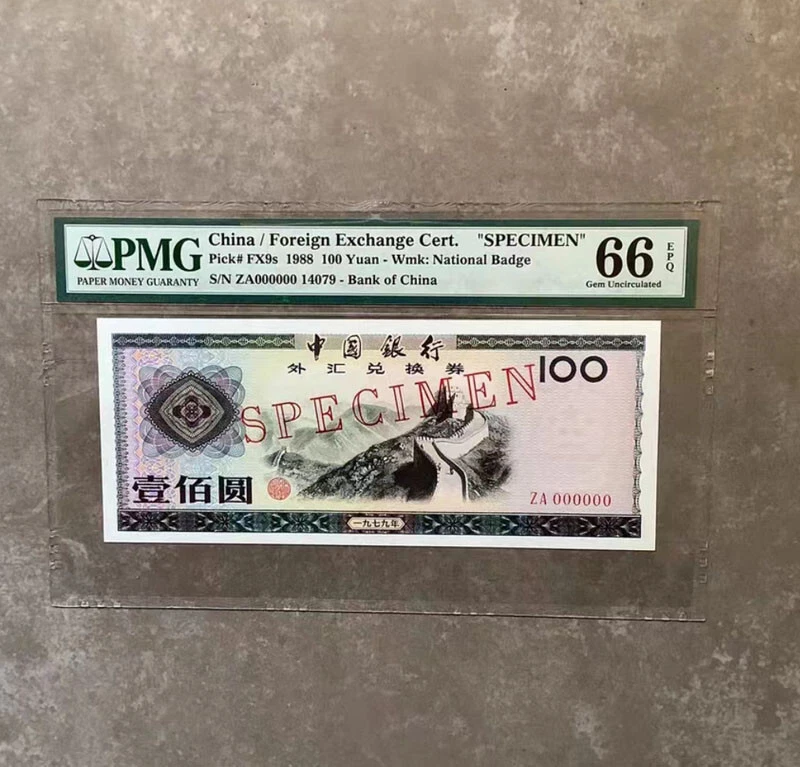 PMG
PAPER MONEY GUARANTY
China / Foreign Exchange Cert. "SPECIMEN"
Pick# FX9s 1988 100 Yuan - Wmk: National Badge
S/N ZA000000 14079 - Bank of China
66
EPQ
Gem Uncirculated
中國銀行
外汇兑换券
100
SPECIMEN
壹佰圆
ZA 000000
一九七九年